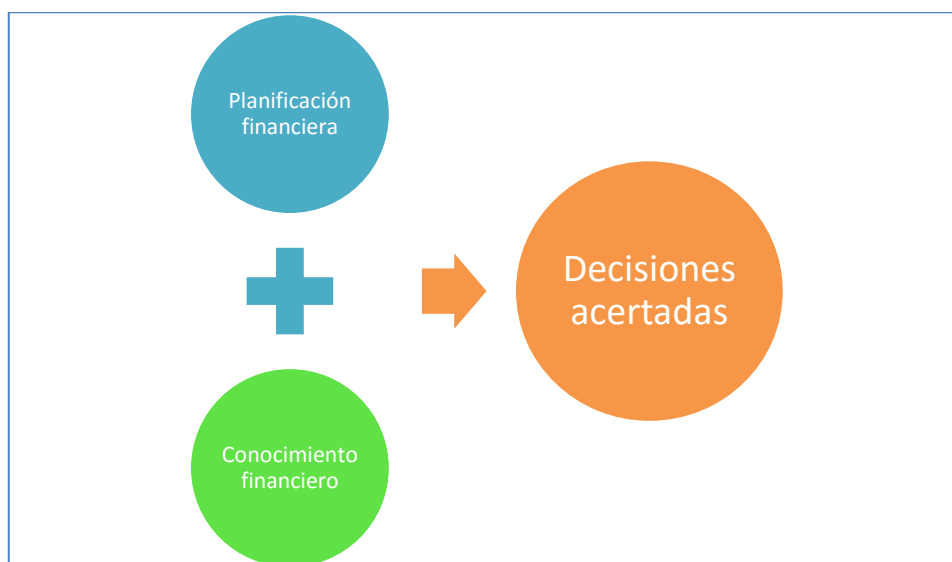 Planificación
financiera
Decisiones
acertadas
Conocimiento
financiero